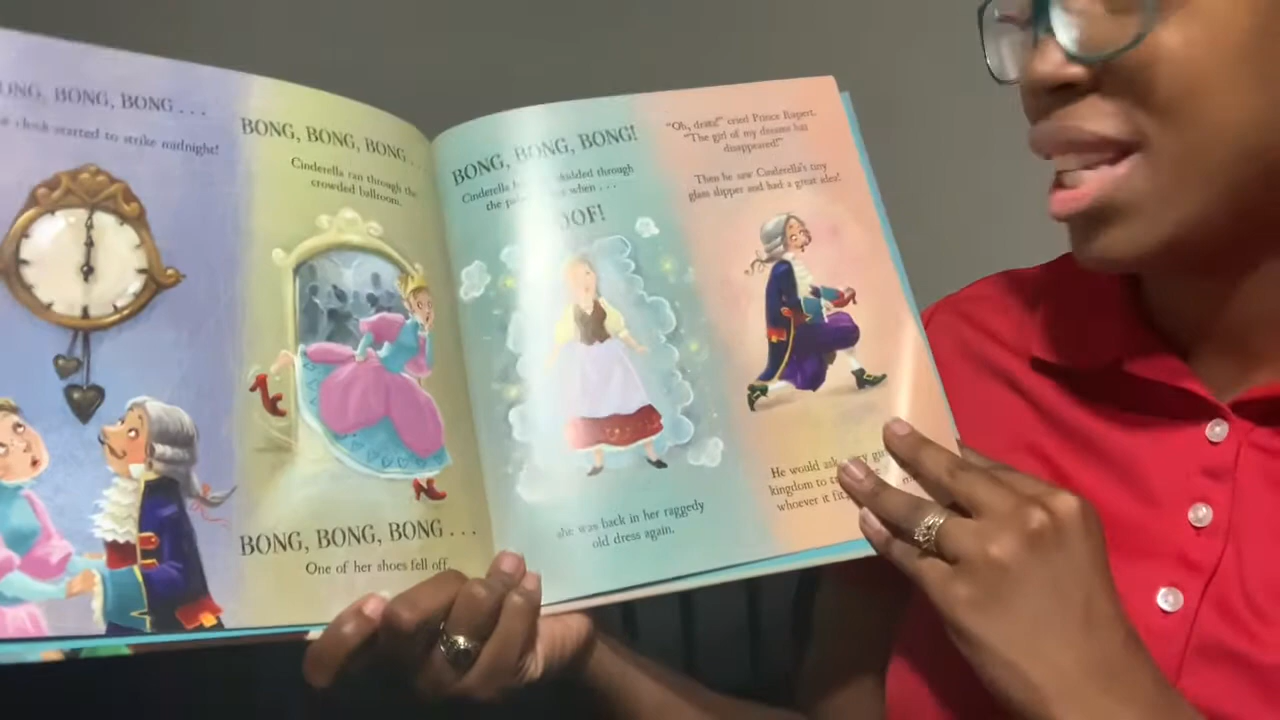 BONG, BONG, BONG . . .
clock started to strike midnight!
BONG, BONG, BONG . . .
Cinderella ran through the
crowded ballroom.
BONG, BONG, BONG . . .
One of her shoes fell off.
BONG, BONG, BONG!
Cinderella through
the when . . .
she was back in her raggedy
old dress again.
"Oh, drats!" cried Prince Rupert.
"The girl of my dreams has
disappeared!"
Then he saw Cinderella's tiny
glass slipper and had a great idea!
He would ask
kingdom to
whoever it